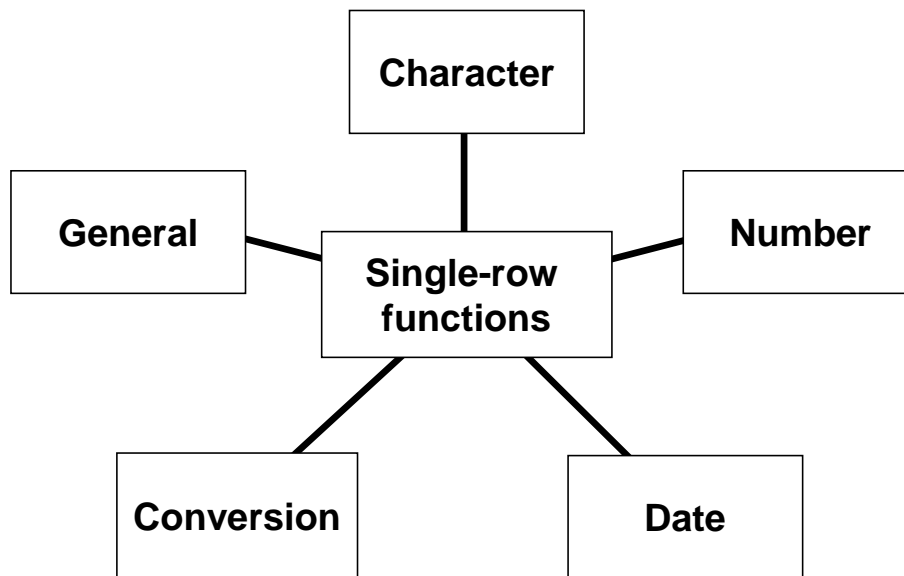 Character
General
Number
Single-row
functions
Conversion
Date